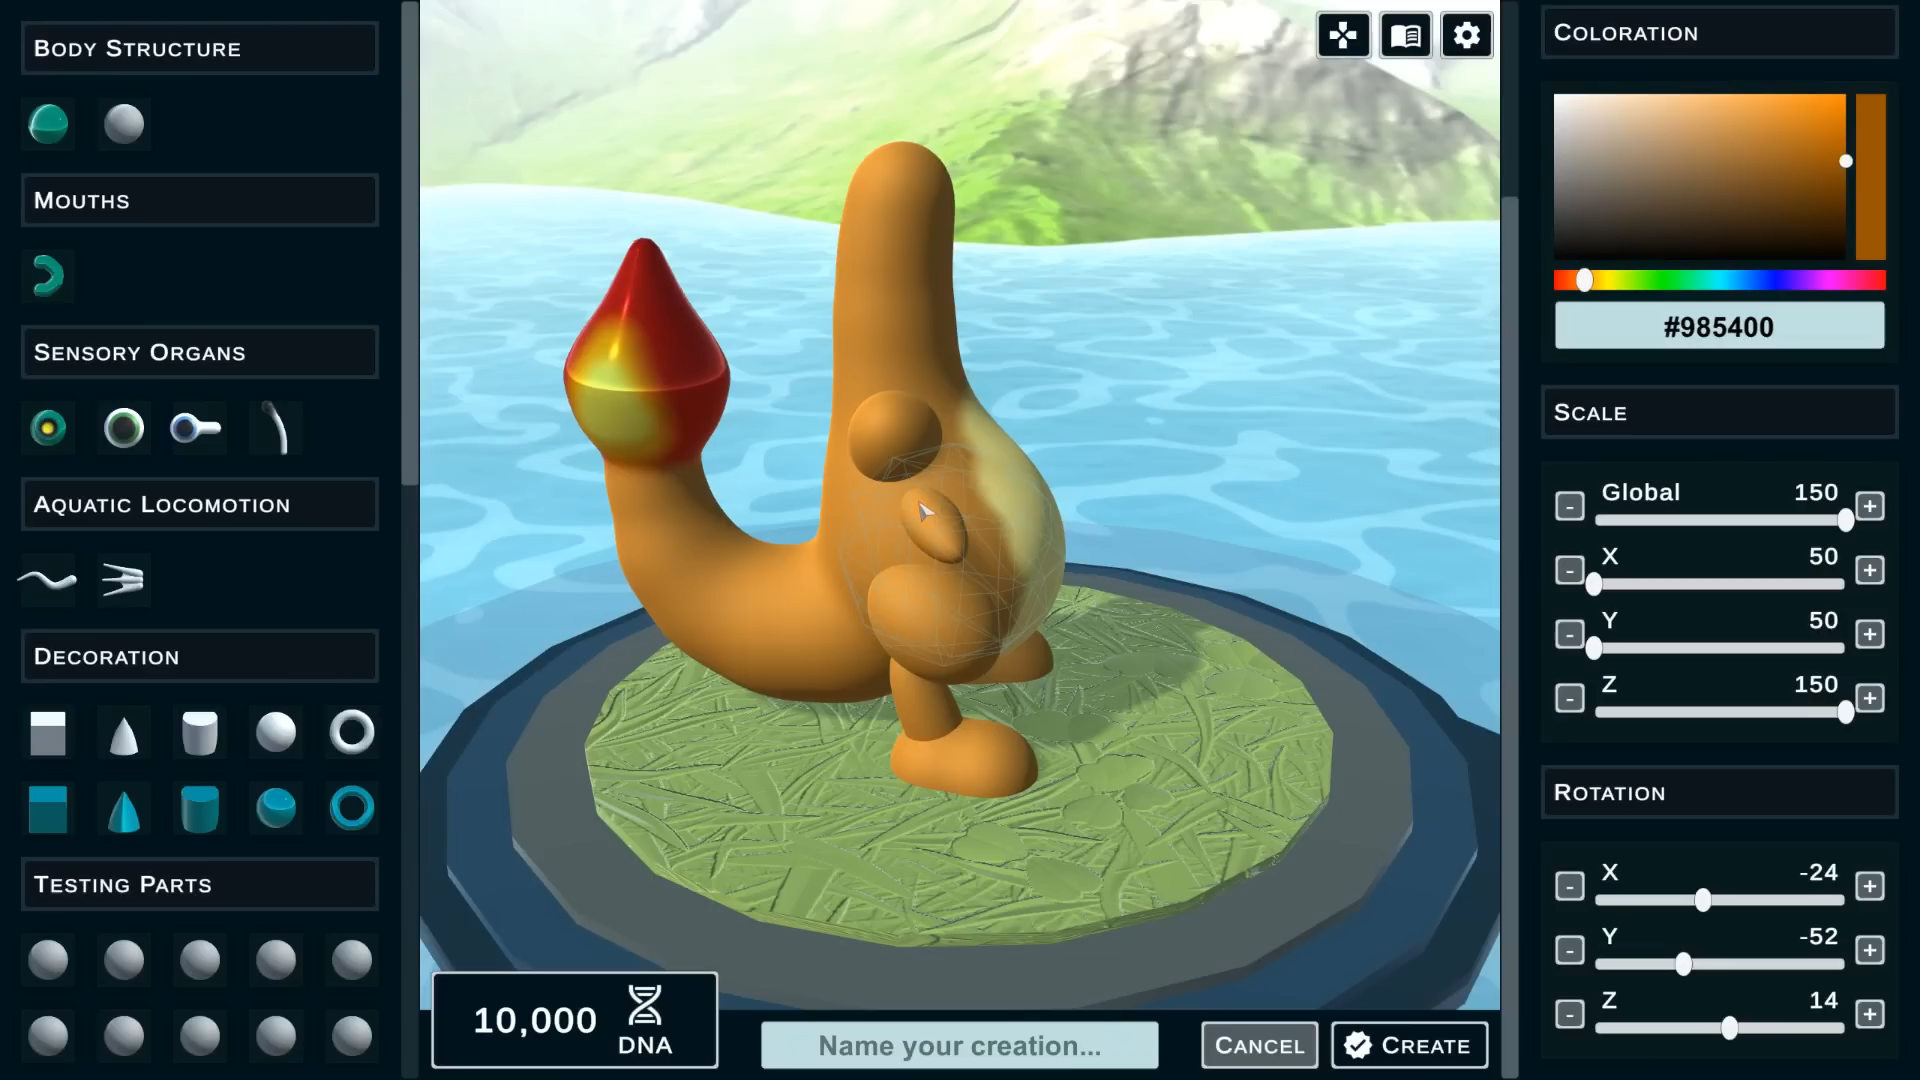 BODY STRUCTURE
MOUTHS
SENSORY ORGANS
AQUATIC LOCOMOTION
DECORATION
TESTING PARTS
10,000
DNA
Name your creation...
CANCEL
CREATE
COLORATION
#985400
SCALE
Global 150
- +
X 50
- +
Y 50
- +
Z 150
- +
ROTATION
X -24
- +
Y -52
- +
Z 14
- +